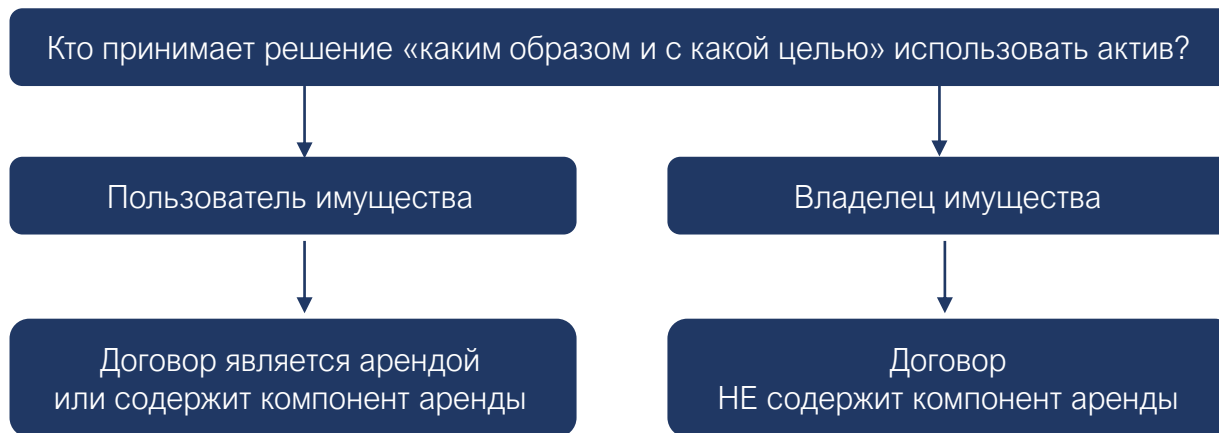 Кто принимает решение «каким образом и с какой целью» использовать актив?
Пользователь имущества
Владелец имущества
Договор является арендой
или содержит компонент аренды
Договор
НЕ содержит компонент аренды